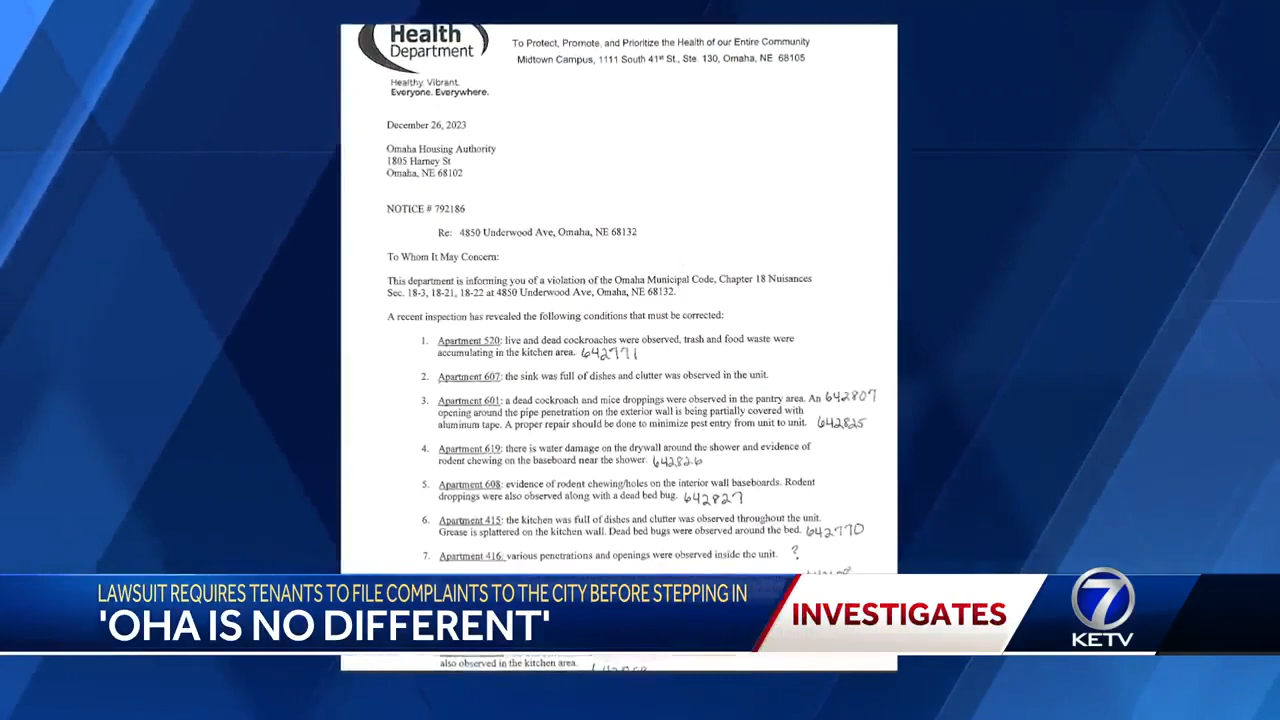 Health
Department
To Protect, Promote, and Prioritize the Health of our Entire Community
Midtown Campus, 1111 South 41st St., Ste. 130, Omaha, NE 68105
Healthy. Vibrant.
Everyone. Everywhere.
December 26, 2023
Omaha Housing Authority
1805 Harney St
Omaha, NE 68102
NOTICE # 792186
Re: 4850 Underwood Ave, Omaha, NE 68132
To Whom It May Concern:
This department is informing you of a violation of the Omaha Municipal Code, Chapter 18 Nuisances
Sec. 18-3, 18-21, 18-22 at 4850 Underwood Ave, Omaha, NE 68132.
A recent inspection has revealed the following conditions that must be corrected:
1. Apartment 520: live and dead cockroaches were observed, trash and food waste were
accumulating in the kitchen area. 642771
2. Apartment 607: the sink was full of dishes and clutter was observed in the unit.
3. Apartment 601: a dead cockroach and mice droppings were observed in the pantry area. An 642807
opening around the pipe penetration on the exterior wall is being partially covered with
aluminum tape. A proper repair should be done to minimize pest entry from unit to unit. 642825
4. Apartment 619: there is water damage on the drywall around the shower and evidence of
rodent chewing on the baseboard near the shower. 642826
5. Apartment 608: evidence of rodent chewing/holes on the interior wall baseboards. Rodent
droppings were also observed along with a dead bed bug. 642827
6. Apartment 415: the kitchen was full of dishes and clutter was observed throughout the unit.
Grease is splattered on the kitchen wall. Dead bed bugs were observed around the bed. 642770
7. Apartment 416: various penetrations and openings were observed inside the unit. ?
LAWSUIT REQUIRES TENANTS TO FILE COMPLAINTS TO THE CITY BEFORE STEPPING IN
'OHA IS NO DIFFERENT'
INVESTIGATES
7
KETV
also observed in the kitchen area.